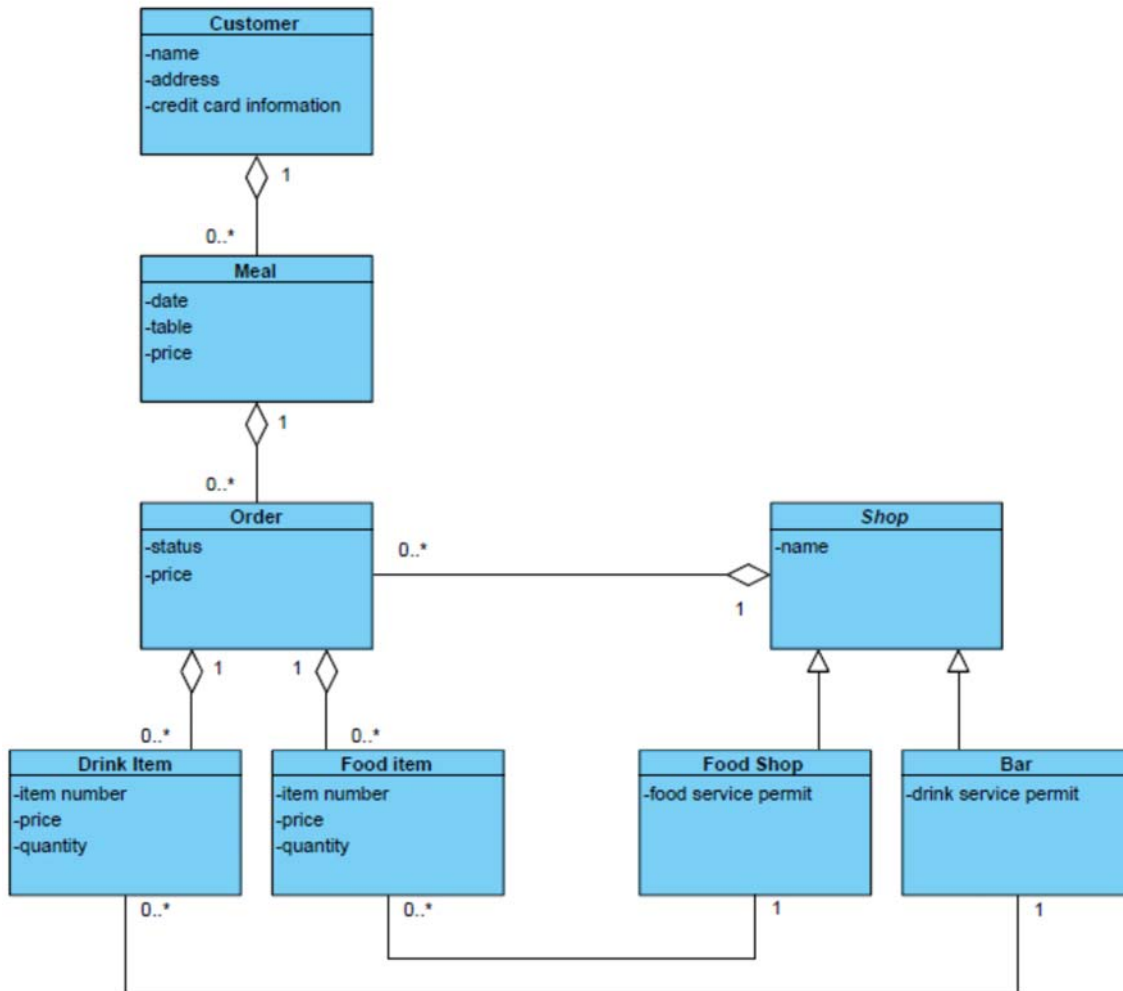 Customer
-name
-address
-credit card information
1
0..*
Meal
-date
-table
-price
1
0..*
Order
-status
-price
0..*
1
Shop
-name
1
1
0..*
0..*
Drink Item
-item number
-price
-quantity
Food item
-item number
-price
-quantity
Food Shop
-food service permit
Bar
-drink service permit
0..*
0..*
1
1